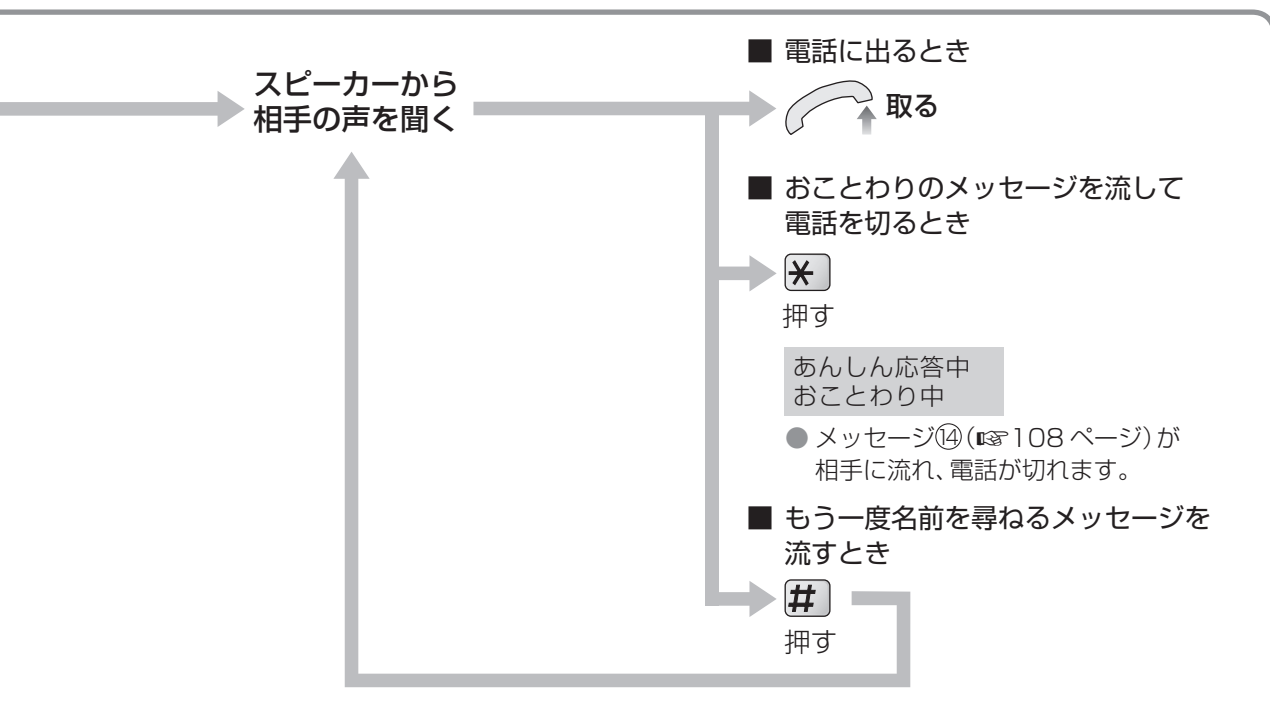 スピーカーから
相手の声を聞く
■ 電話に出るとき
取る
■ おことわりのメッセージを流して
電話を切るとき
*
押す
あんしん応答中
おことわり中
● メッセージ⑭(☞108 ページ)が
相手に流れ、電話が切れます。
■ もう一度名前を尋ねるメッセージを
流すとき
#
押す